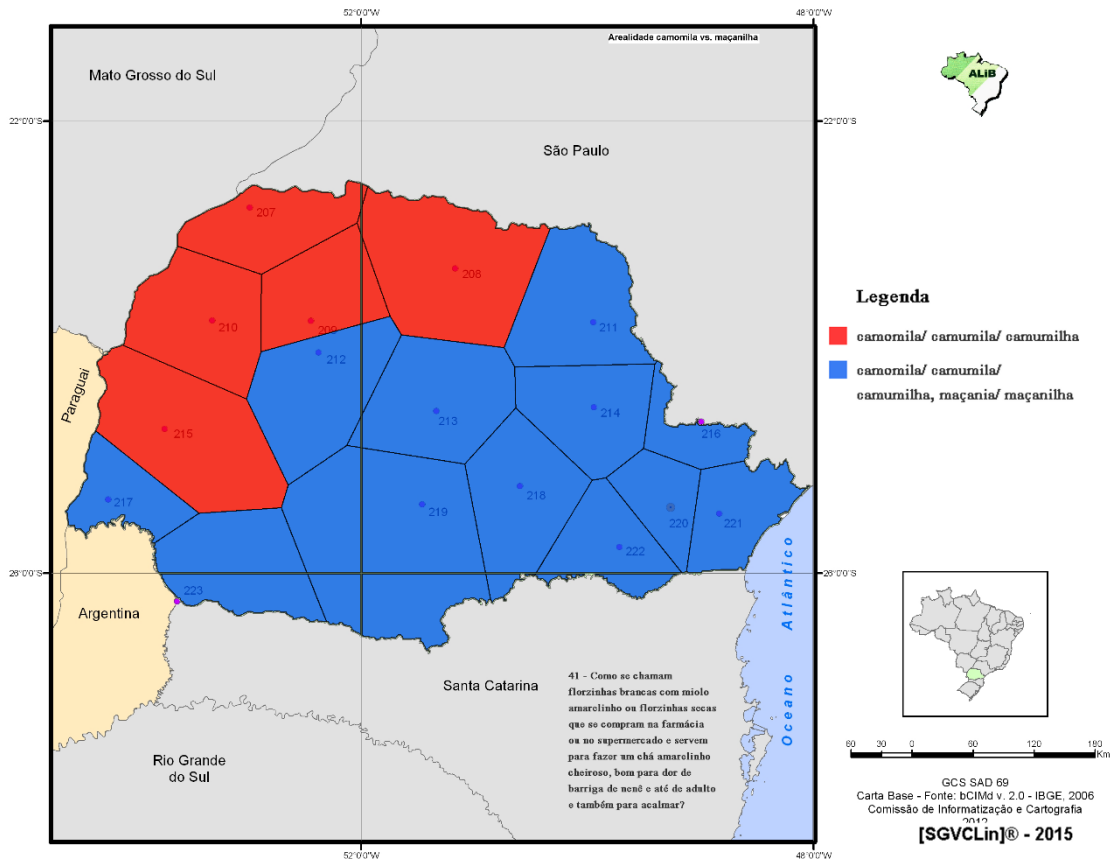 52°0'0"W
48°0'0"W
Arealidade camomila vs. maçanilha
Mato Grosso do Sul
ALiB
22°0'0"S
22°0'0"S
São Paulo
207
208
Legenda
210
209
211
camomila/ camumila/ camumilha
212
camomila/ camumila/
camumilha, maçania/ maçanilha
Paraguai
213
214
215
216
217
218
219
220
221
222
Oceano Atlântico
26°0'0"S
26°0'0"S
223
Argentina
Santa Catarina
41 - Como se chamam
florzinhas brancas com miolo
amarelinho ou florzinhas secas
que se compram na farmácia
ou no supermercado e servem
para fazer um chá amarelinho
cheiroso, bom para dor de
barriga de nenê e até de adulto
e também para acalmar?
Rio Grande
do Sul
60 30 0 60 120 180
Km
GCS SAD 69
Carta Base - Fonte: bCIMd v. 2.0 - IBGE, 2006
Comissão de Informatização e Cartografia
2012
[SGVCLin]® - 2015
52°0'0"W
48°0'0"W